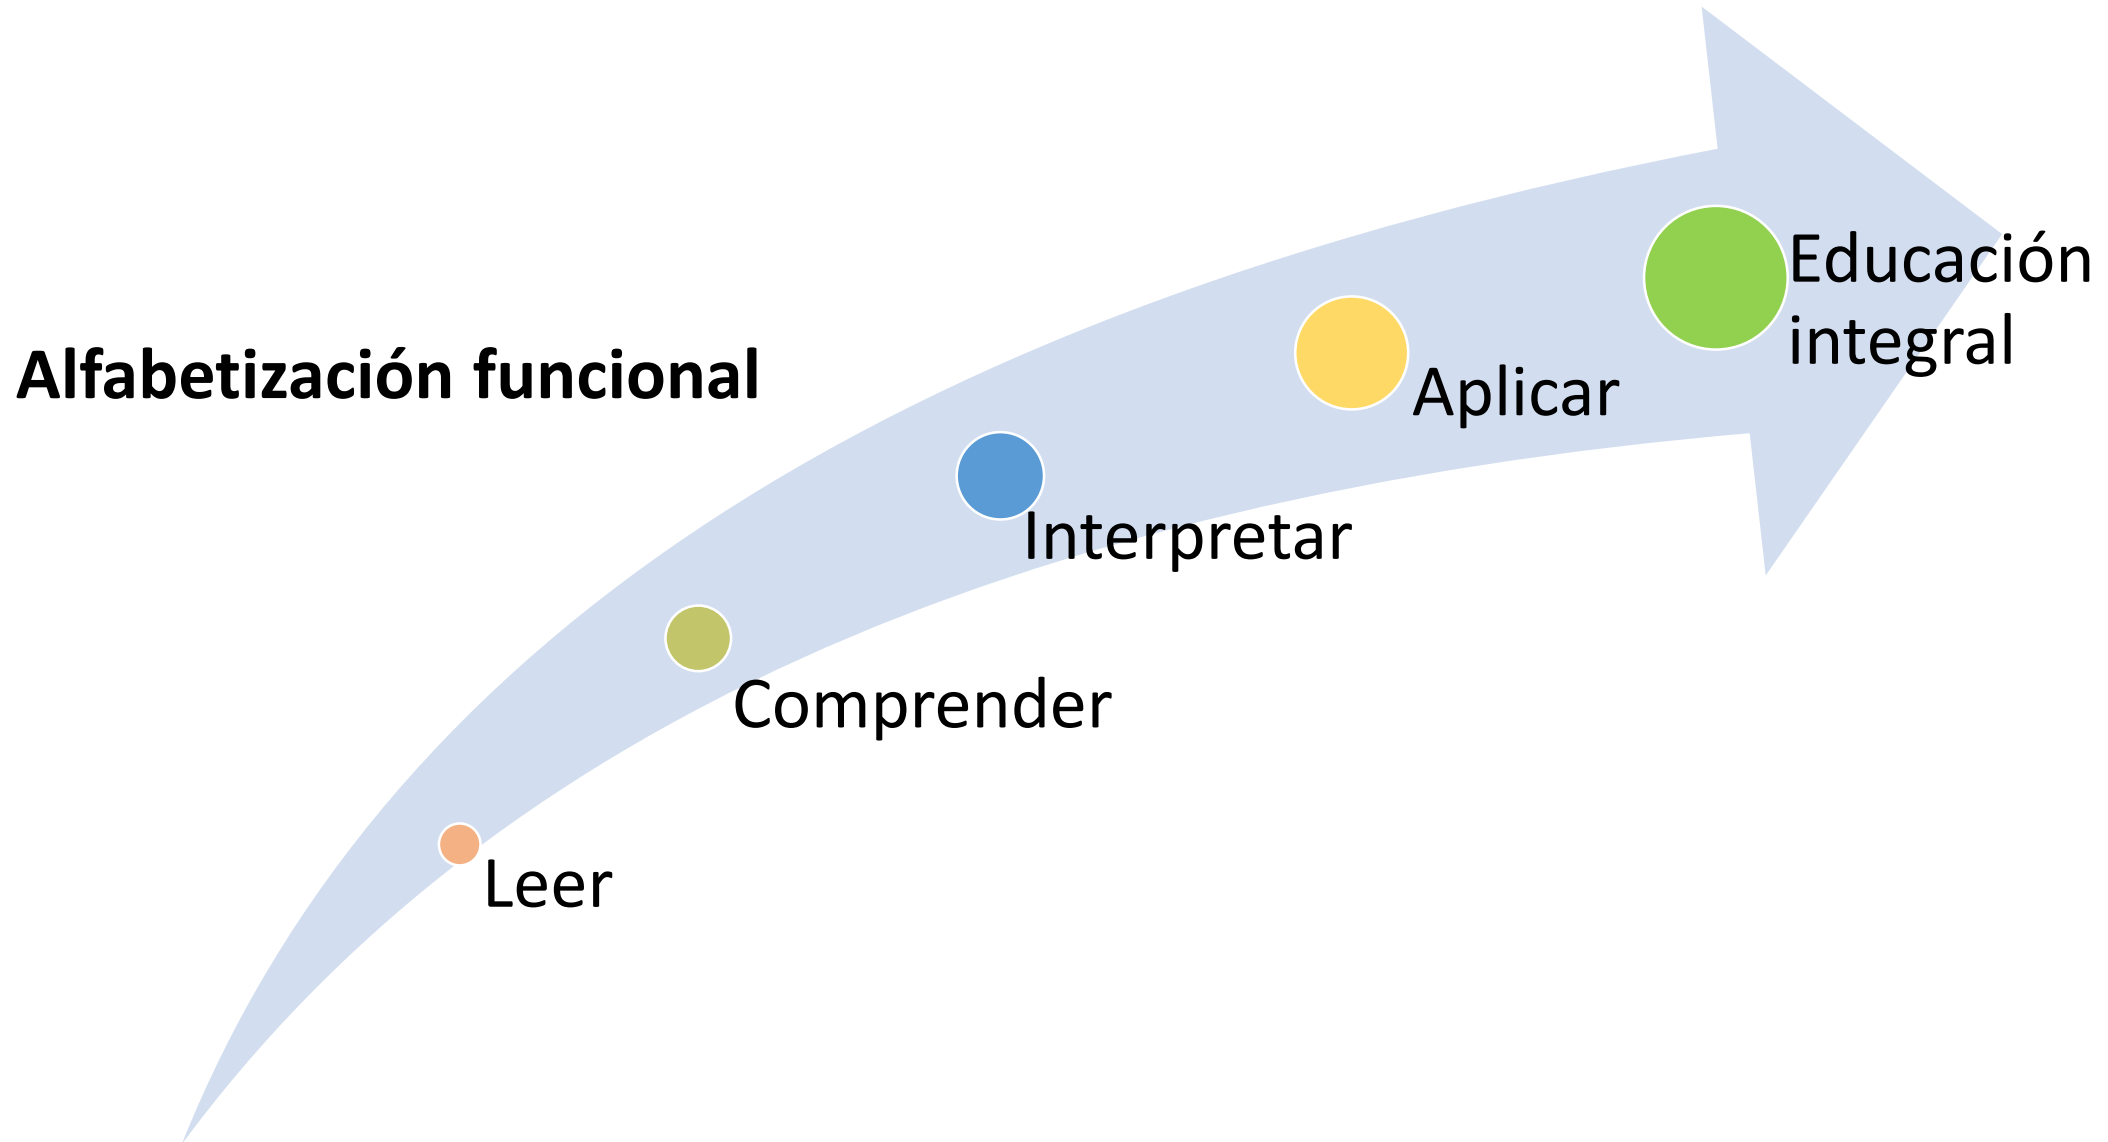 Alfabetización funcional
Leer
Comprender
Interpretar
Aplicar
Educación
integral